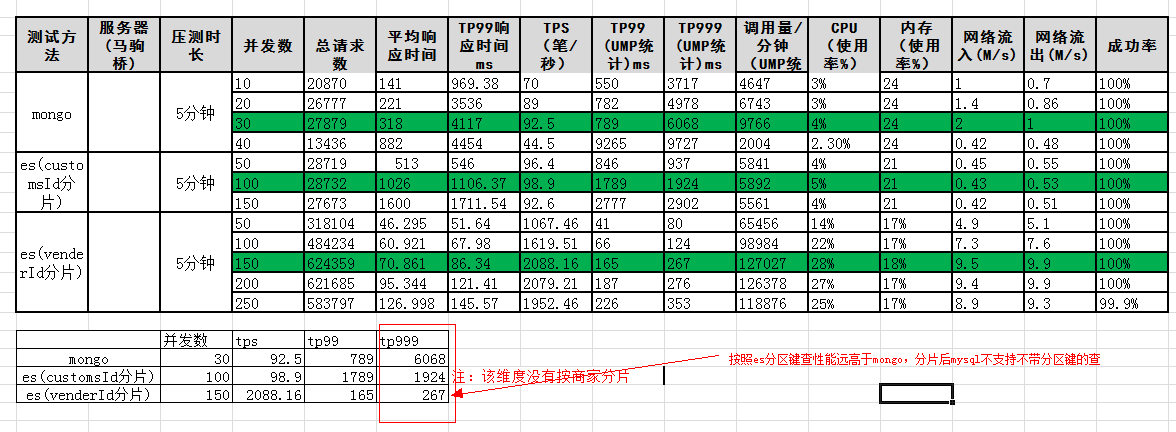 测试方法 服务器(马驹桥) 压测时长 并发数 总请求数 平均响应时间 TP99响应时间ms TPS(笔/秒) TP99(UMP统计)ms TP999(UMP统计)ms 调用量/分钟(UMP统 CPU(使用率%) 内存(使用率%) 网络流入(M/s) 网络流出(M/s) 成功率
mongo 5分钟
10 20870 141 969.38 70 550 3717 4647 3% 24 1 0.7 100%
20 26777 221 3536 89 782 4978 6743 3% 24 1.4 0.86 100%
30 27879 318 4117 92.5 789 6068 9766 4% 24 2 1 100%
40 13436 882 4454 44.5 9265 9727 2004 2.30% 24 0.42 0.48 100%
es(customsId分片) 5分钟
50 28719 513 546 96.4 846 937 5841 4% 21 0.45 0.55 100%
100 28732 1026 1106.37 98.9 1789 1924 5892 5% 21 0.43 0.53 100%
150 27673 1600 1711.54 92.6 2777 2902 5561 4% 21 0.42 0.51 100%
es(venderId分片) 5分钟
50 318104 46.295 51.64 1067.46 41 80 65456 14% 17% 4.9 5.1 100%
100 484234 60.921 67.98 1619.51 66 124 98984 22% 17% 7.3 7.6 100%
150 624359 70.861 86.34 2088.16 165 267 127027 28% 18% 9.5 9.9 100%
200 621685 95.344 121.41 2079.21 187 276 126378 27% 17% 9.4 9.9 100%
250 583797 126.998 145.57 1952.46 226 353 118876 25% 17% 8.9 9.3 99.9%
并发数 tps tp99 tp999
mongo 30 92.5 789 6068
es(customsId分片) 100 98.9 1789 1924
es(venderId分片) 150 2088.16 165 267
注：该维度没有按商家分片
按照es分区键查性能远高于mongo，分片后mysql不支持不带分区键的查